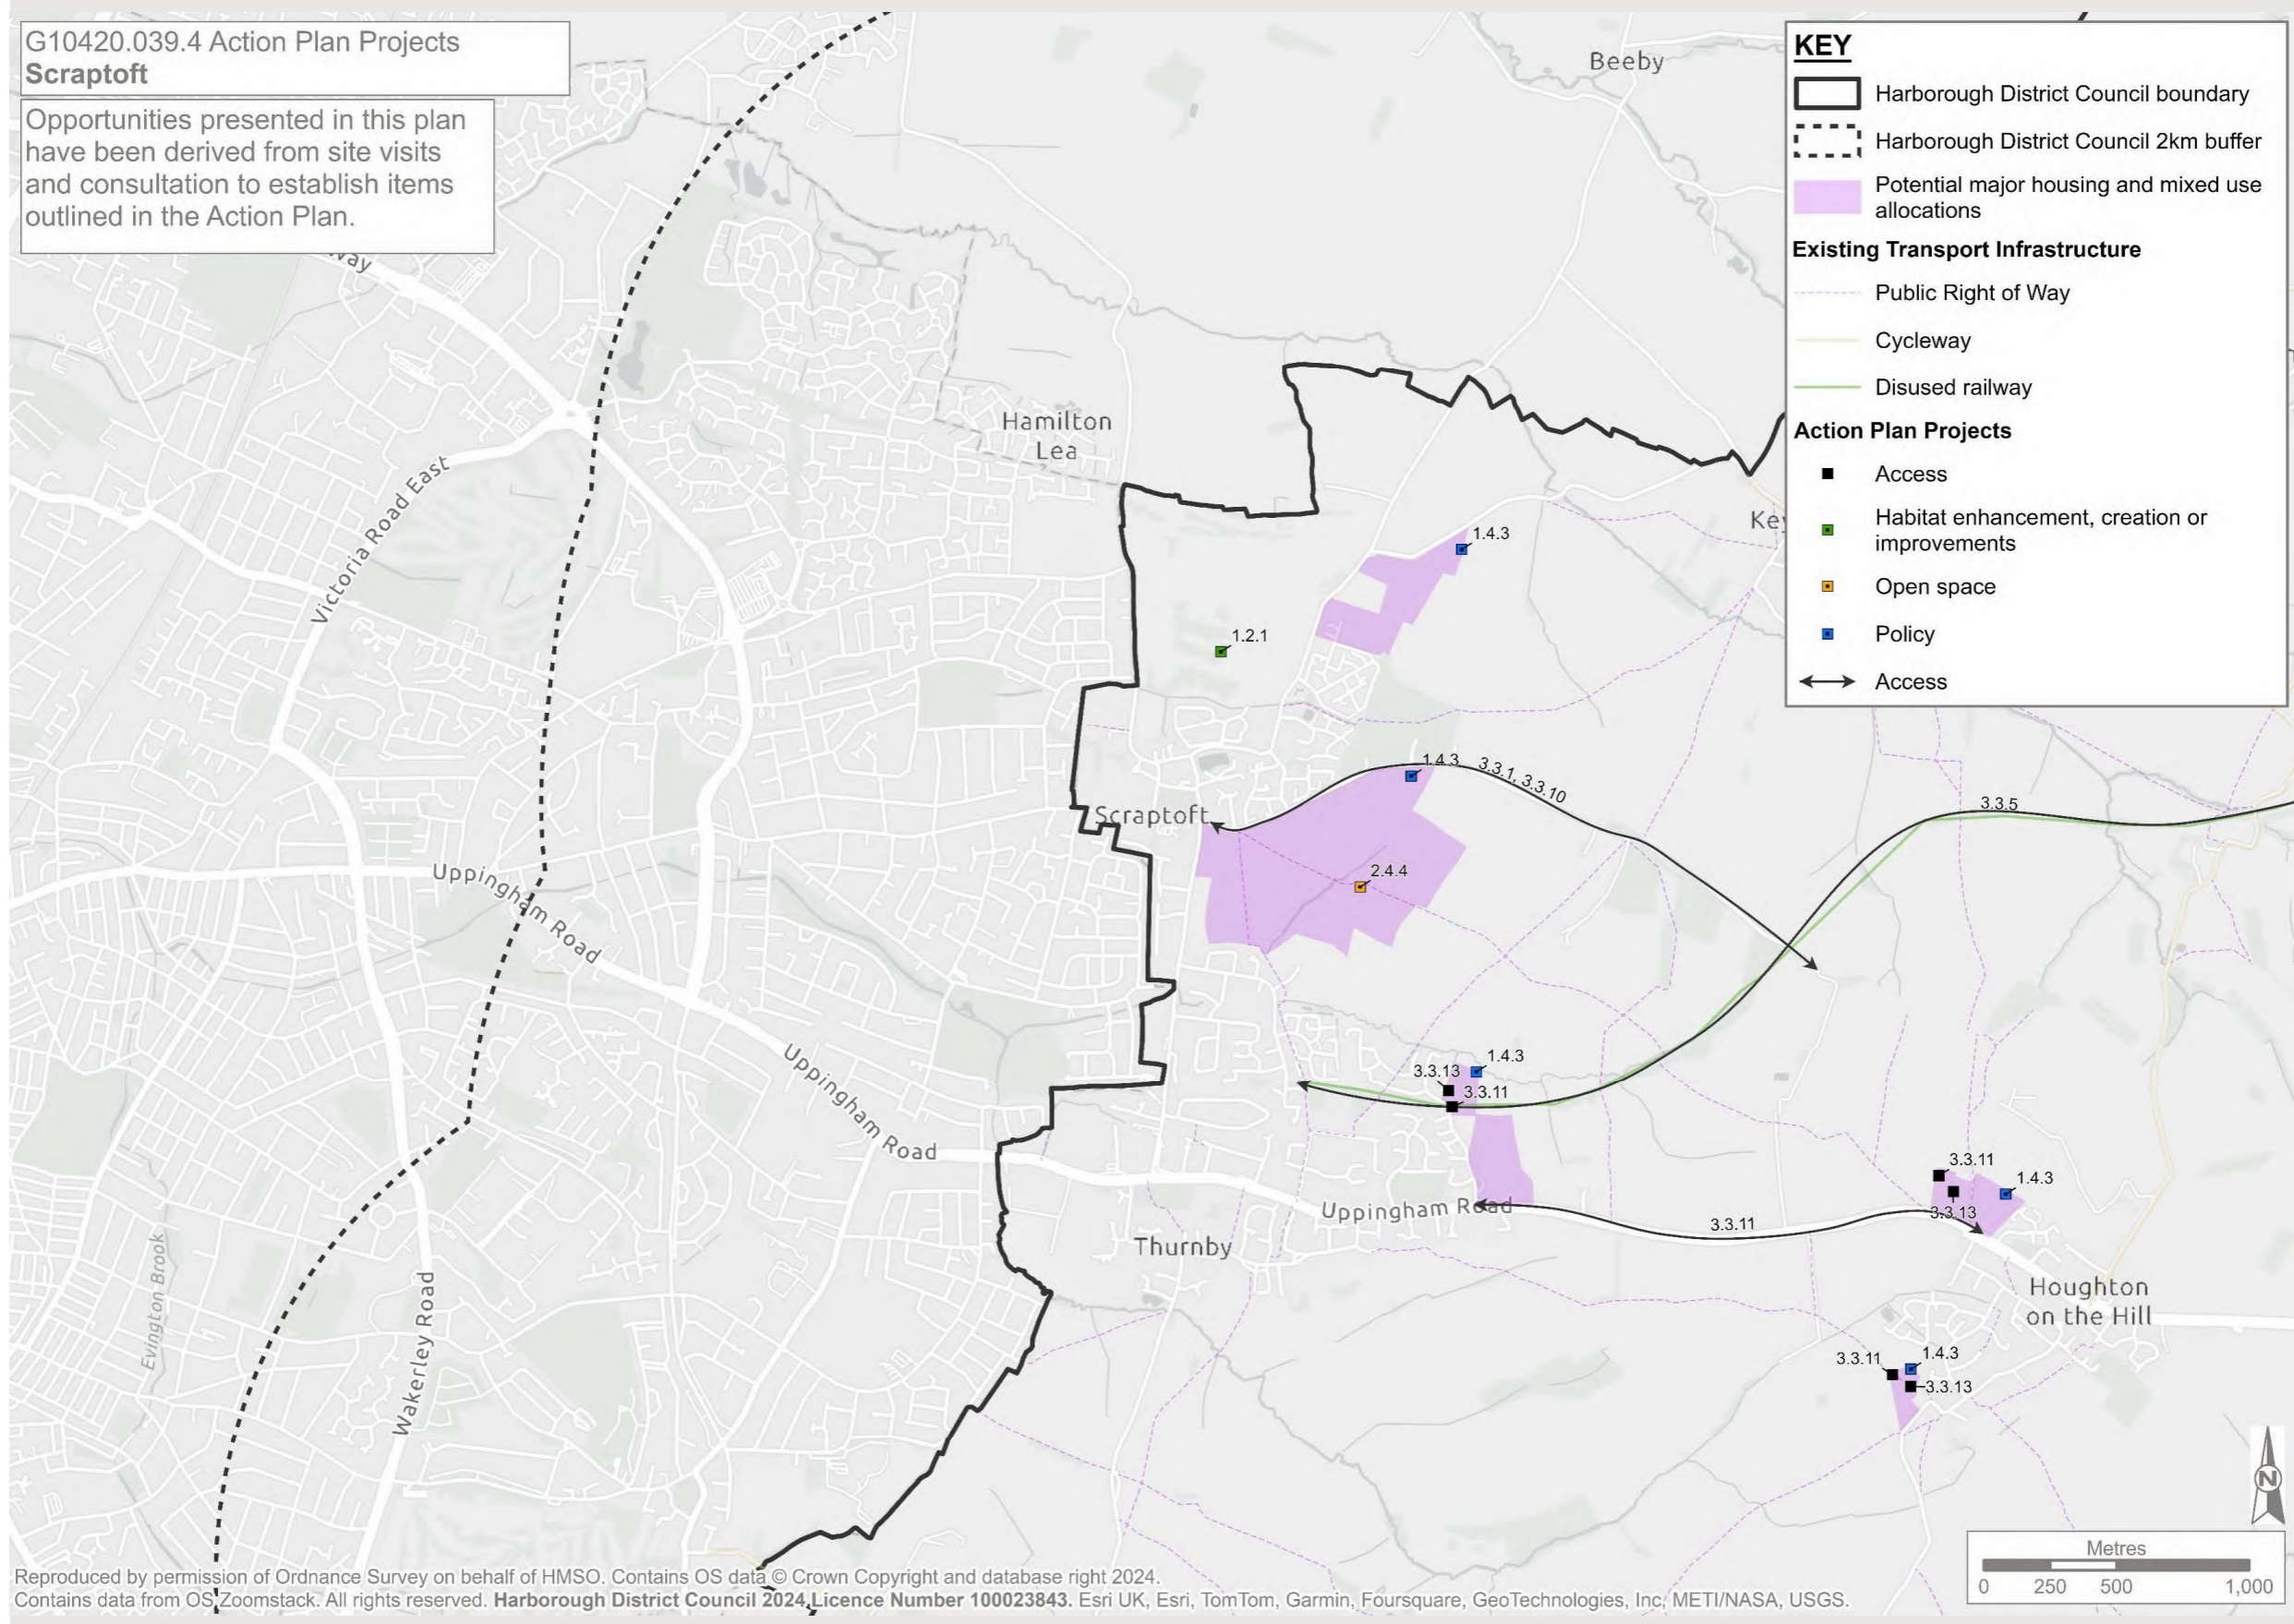 G10420.039.4 Action Plan Projects
Scraptoft
Opportunities presented in this plan
have been derived from site visits
and consultation to establish items
outlined in the Action Plan.
KEY
Harborough District Council boundary
Harborough District Council 2km buffer
Potential major housing and mixed use
allocations
Existing Transport Infrastructure
Public Right of Way
Cycleway
Disused railway
Action Plan Projects
Access
Habitat enhancement, creation or
improvements
Open space
Policy
Access
Beeby
Hamilton
Lea
Victoria Road East
1.4.3
1.2.1
1.4.3
3.3.1, 3.3.10
3.3.5
Scraptoft
2.4.4
Uppingham Road
Uppingham Road
1.4.3
3.3.13
3.3.11
3.3.11
1.4.3
3.3.13
Uppingham Road
3.3.11
Thurnby
Houghton
on the Hill
Evington Brook
Wakerley Road
1.4.3
3.3.11
3.3.13
N
Metres
0 250 500 1,000
Reproduced by permission of Ordnance Survey on behalf of HMSO. Contains OS data © Crown Copyright and database right 2024.
Contains data from OS Zoomstack. All rights reserved. Harborough District Council 2024,Licence Number 100023843. Esri UK, Esri, TomTom, Garmin, Foursquare, GeoTechnologies, Inc, METI/NASA, USGS.